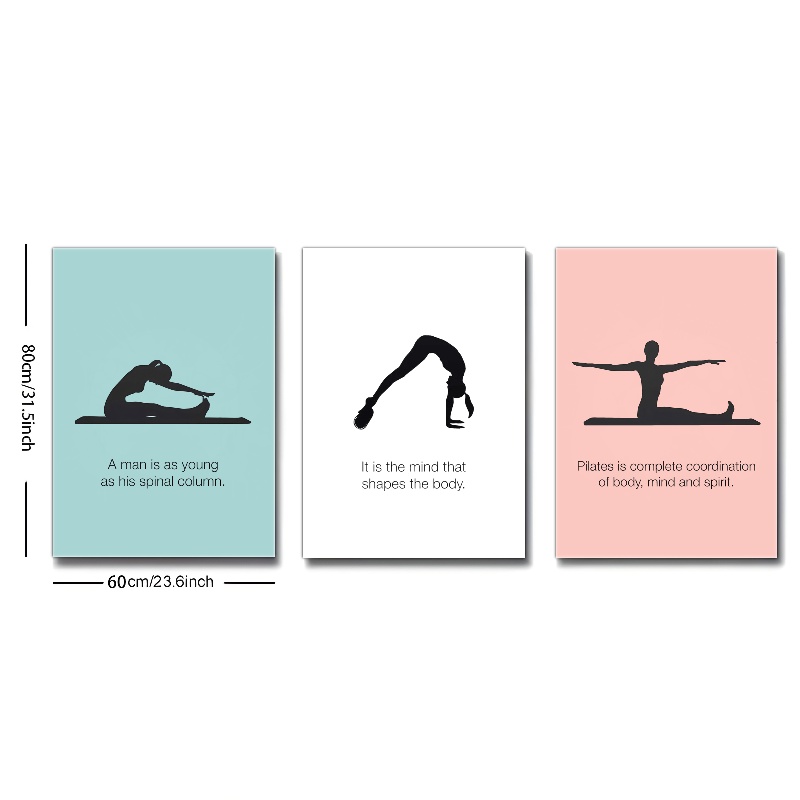 80cm/31.5inch
A man is as young
as his spinal column.
It is the mind that
shapes the body.
Pilates is complete coordination
of body, mind and spirit.
60cm/23.6inch